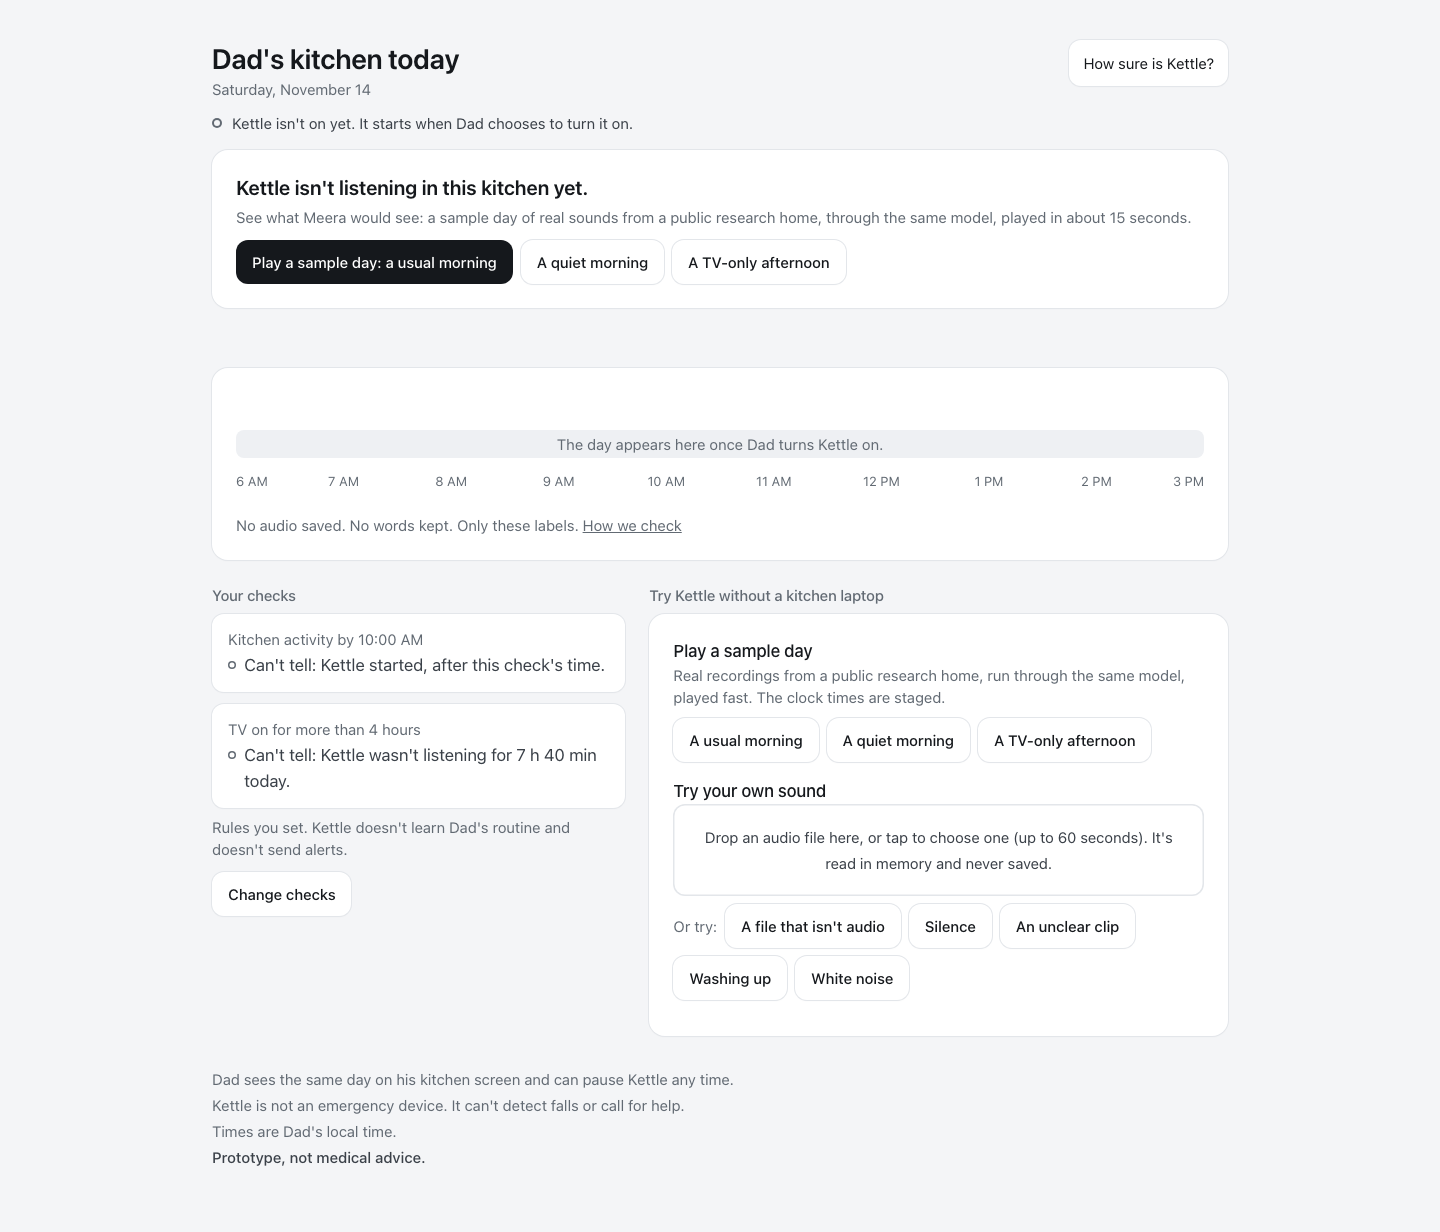 Dad's kitchen today
How sure is Kettle?
Saturday, November 14
Kettle isn't on yet. It starts when Dad chooses to turn it on.
Kettle isn't listening in this kitchen yet.
See what Meera would see: a sample day of real sounds from a public research home, through the same model, played in about 15 seconds.
Play a sample day: a usual morning
A quiet morning
A TV-only afternoon
The day appears here once Dad turns Kettle on.
6 AM 7 AM 8 AM 9 AM 10 AM 11 AM 12 PM 1 PM 2 PM 3 PM
No audio saved. No words kept. Only these labels. How we check
Your checks
Kitchen activity by 10:00 AM
Can't tell: Kettle started, after this check's time.
TV on for more than 4 hours
Can't tell: Kettle wasn't listening for 7 h 40 min
today.
Rules you set. Kettle doesn't learn Dad's routine and
doesn't send alerts.
Change checks
Try Kettle without a kitchen laptop
Play a sample day
Real recordings from a public research home, run through the same model,
played fast. The clock times are staged.
A usual morning
A quiet morning
A TV-only afternoon
Try your own sound
Drop an audio file here, or tap to choose one (up to 60 seconds). It's
read in memory and never saved.
Or try:
A file that isn't audio
Silence
An unclear clip
Washing up
White noise
Dad sees the same day on his kitchen screen and can pause Kettle any time.
Kettle is not an emergency device. It can't detect falls or call for help.
Times are Dad's local time.
Prototype, not medical advice.